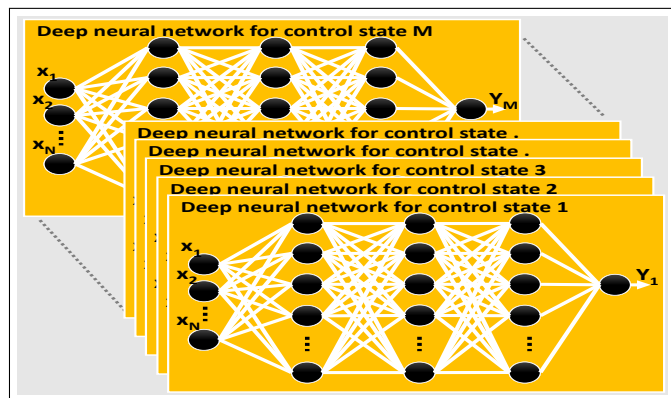 Deep neural network for control state M
x1
x2
xN
YM
Deep neural network for control state .
Deep neural network for control state .
Deep neural network for control state 3
Deep neural network for control state 2
Deep neural network for control state 1
x1
x2
xN
Y1